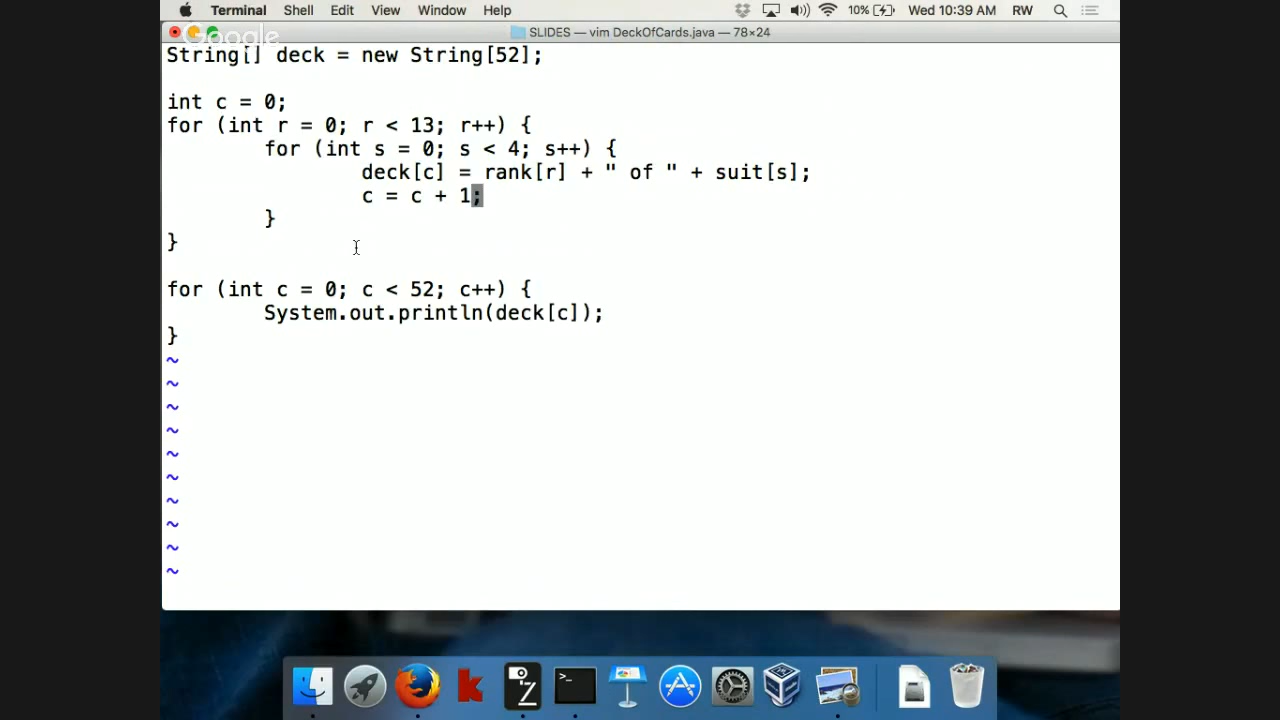 Terminal Shell Edit View Window Help 10% Wed 10:39 AM RW
Google
SLIDES — vim DeckOfCards.java — 78×24
String[] deck = new String[52];
int c = 0;
for (int r = 0; r < 13; r++) {
for (int s = 0; s < 4; s++) {
deck[c] = rank[r] + " of " + suit[s];
c = c + 1;
}
}
for (int c = 0; c < 52; c++) {
System.out.println(deck[c]);
}
~
~
~
~
~
~
~
~
~
~